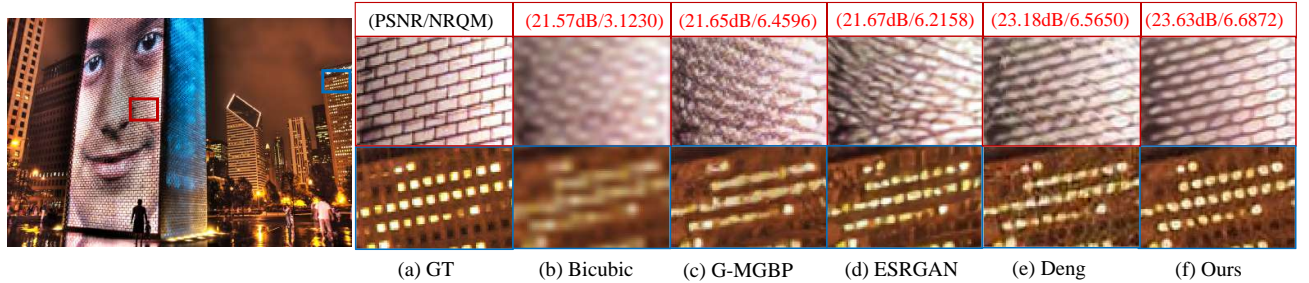 (PSNR/NRQM) (21.57dB/3.1230) (21.65dB/6.4596) (21.67dB/6.2158) (23.18dB/6.5650) (23.63dB/6.6872)
(a) GT (b) Bicubic (c) G-MGBP (d) ESRGAN (e) Deng (f) Ours